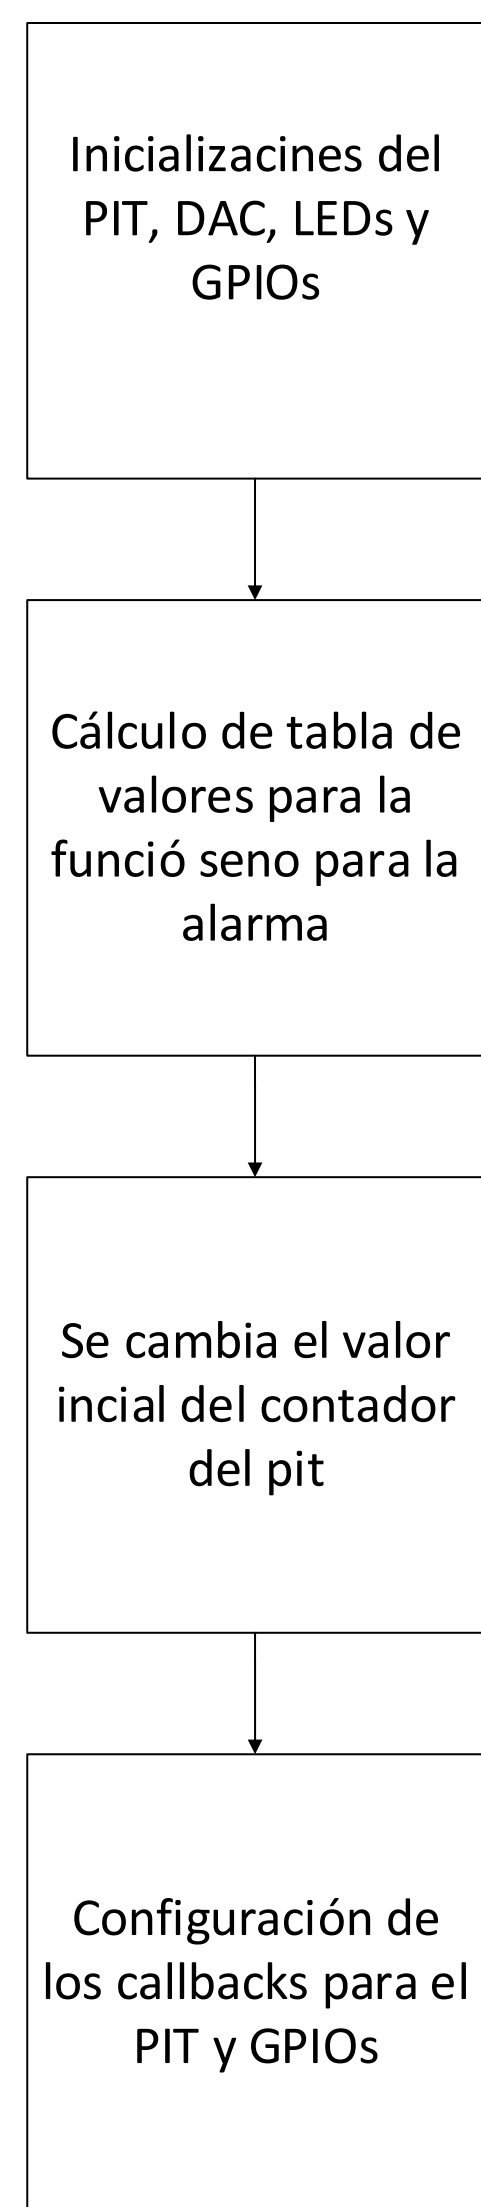 Inicializacines del
PIT, DAC, LEDs y
GPIOs
Cálculo de tabla de
valores para la
funció seno para la
alarma
Se cambia el valor
incial del contador
del pit
Configuración de
los callbacks para el
PIT y GPIOs